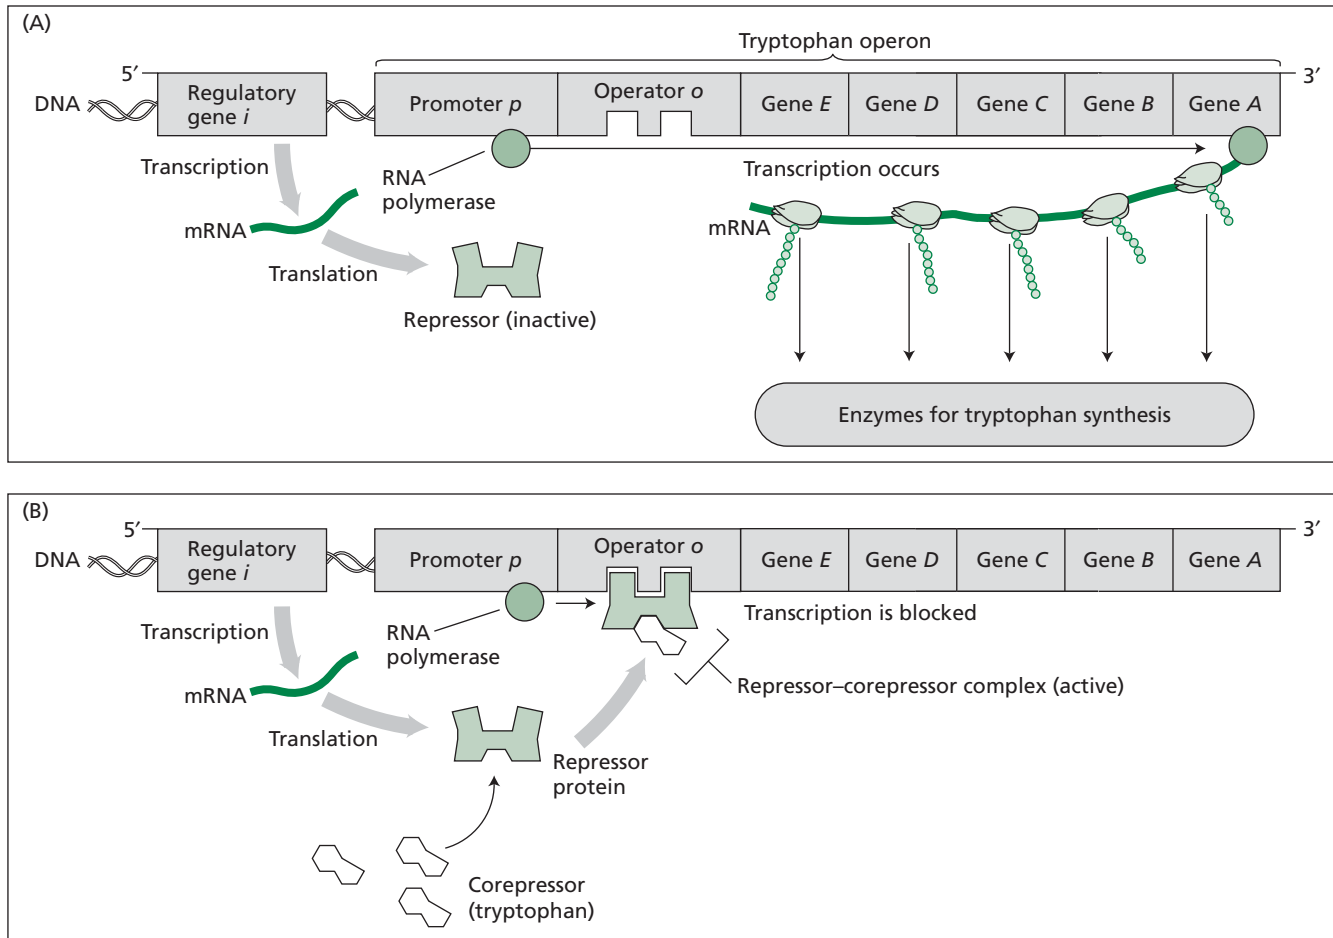 (A)
Tryptophan operon
5′
3′
DNA
Regulatory
gene i
Promoter p
Operator o
Gene E
Gene D
Gene C
Gene B
Gene A
Transcription
RNA
polymerase
Transcription occurs
mRNA
mRNA
Translation
Repressor (inactive)
Enzymes for tryptophan synthesis
(B)
5′
3′
DNA
Regulatory
gene i
Promoter p
Operator o
Gene E
Gene D
Gene C
Gene B
Gene A
Transcription
RNA
polymerase
Transcription is blocked
mRNA
Repressor–corepressor complex (active)
Translation
Repressor
protein
Corepressor
(tryptophan)